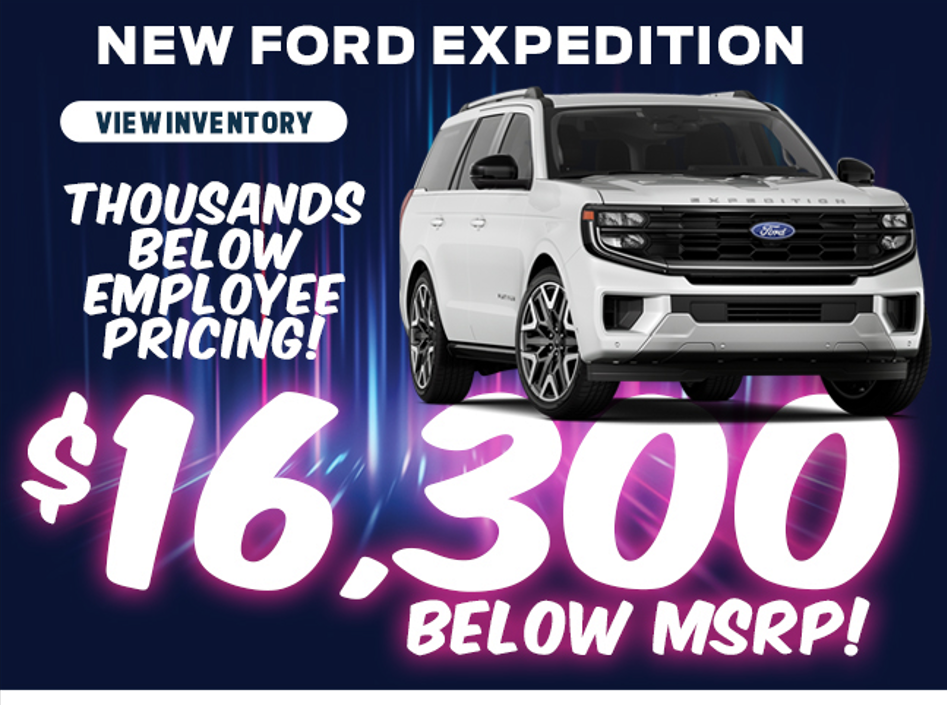 NEW FORD EXPEDITION
VIEW INVENTORY
THOUSANDS
BELOW
EMPLOYEE
PRICING!
EXPEDITION
Ford
PLATINUM
$16,300
BELOW MSRP!